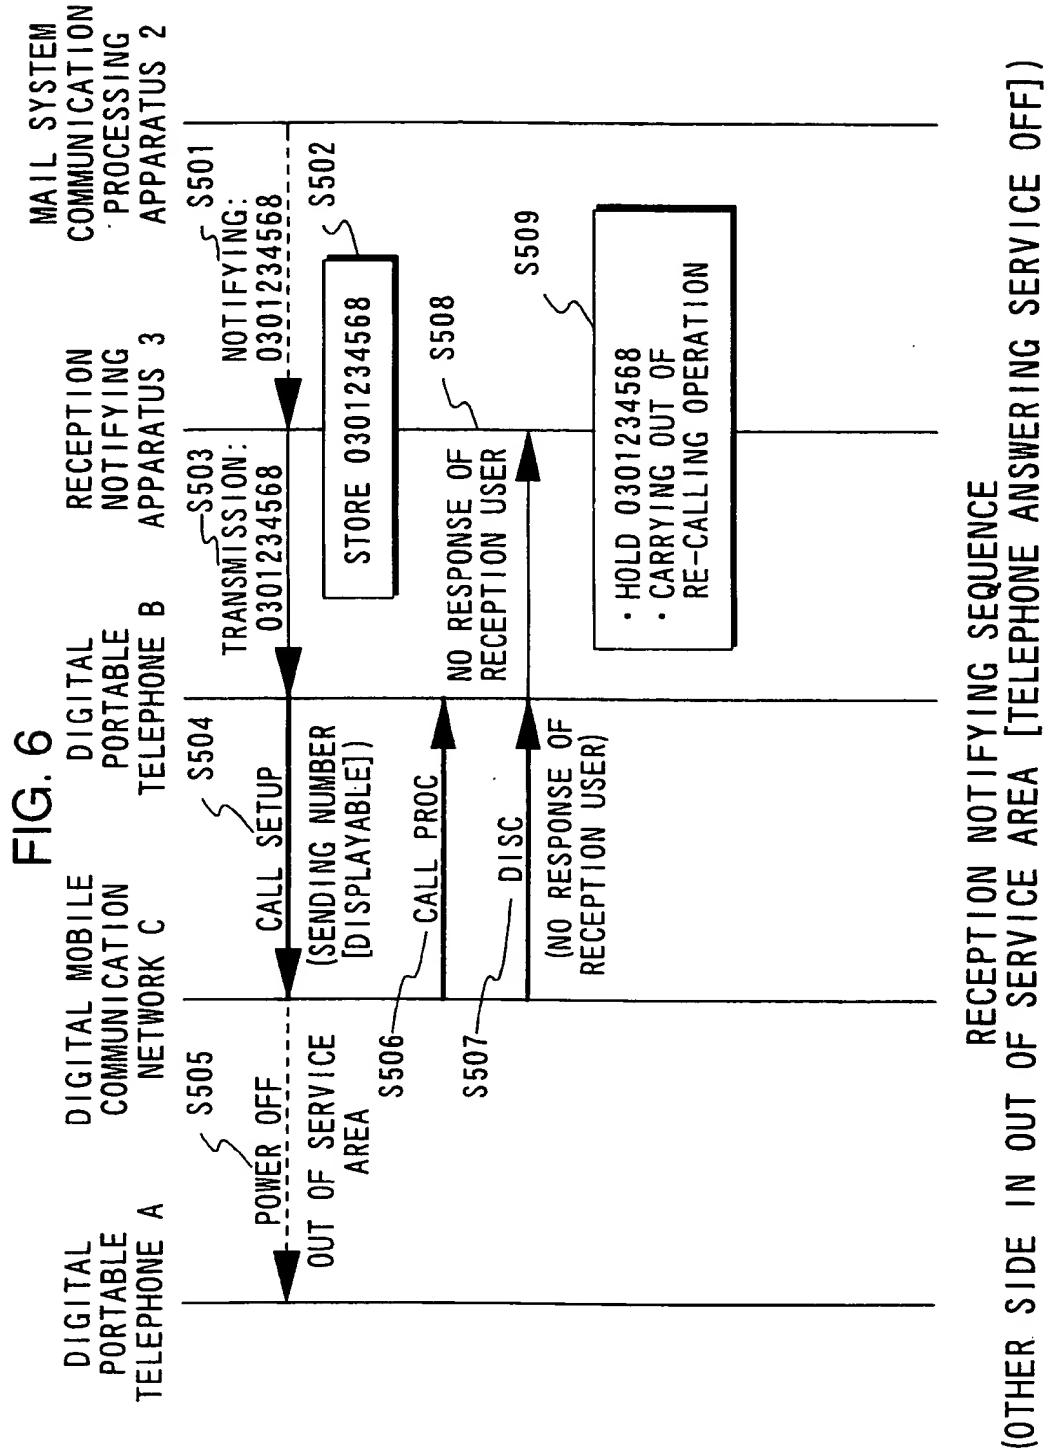 FIG. 6
DIGITAL
PORTABLE
TELEPHONE A
DIGITAL MOBILE
COMMUNICATION
NETWORK C
DIGITAL
PORTABLE
TELEPHONE B
RECEPTION
NOTIFYING
APPARATUS 3
MAIL SYSTEM
COMMUNICATION
PROCESSING
APPARATUS 2
S501
NOTIFYING:
0301234568
S502
STORE 0301234568
S503
TRANSMISSION:
0301234568
S504
CALL SETUP
(SENDING NUMBER
[DISPLAYABLE])
S505
POWER OFF
OUT OF SERVICE
AREA
S506
CALL PROC
S507
DISC
(NO RESPONSE OF
RECEPTION USER)
NO RESPONSE OF
RECEPTION USER
S508
S509
· HOLD 0301234568
· CARRYING OUT OF
RE-CALLING OPERATION
RECEPTION NOTIFYING SEQUENCE
(OTHER SIDE IN OUT OF SERVICE AREA [TELEPHONE ANSWERING SERVICE OFF])